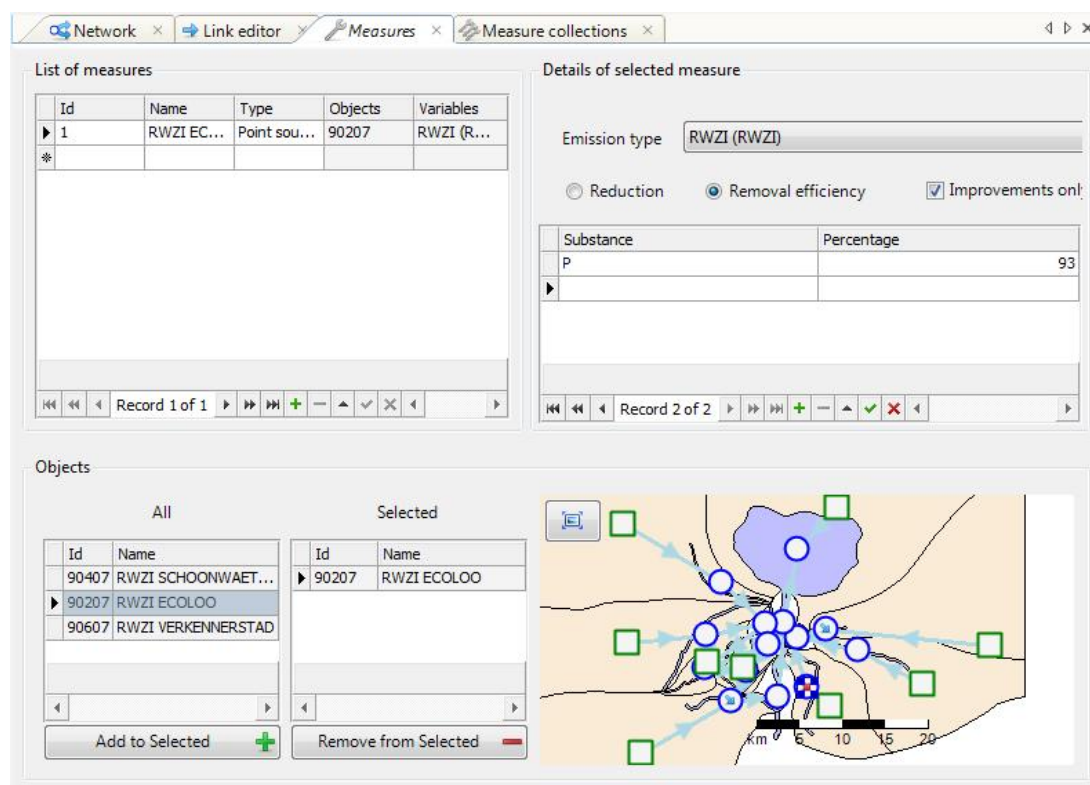 Network × Link editor × Measures × Measure collections ×
List of measures
Id Name Type Objects Variables
1 RWZI EC... Point sou... 90207 RWZI (R...
Record 1 of 1
Details of selected measure
Emission type RWZI (RWZI)
Reduction Removal efficiency Improvements onl
Substance Percentage
P 93
Record 2 of 2
Objects
All
Id Name
90407 RWZI SCHOONWAET...
90207 RWZI ECOLOO
90607 RWZI VERKENNERSTAD
Add to Selected
Selected
Id Name
90207 RWZI ECOLOO
Remove from Selected
km 5 10 15 20